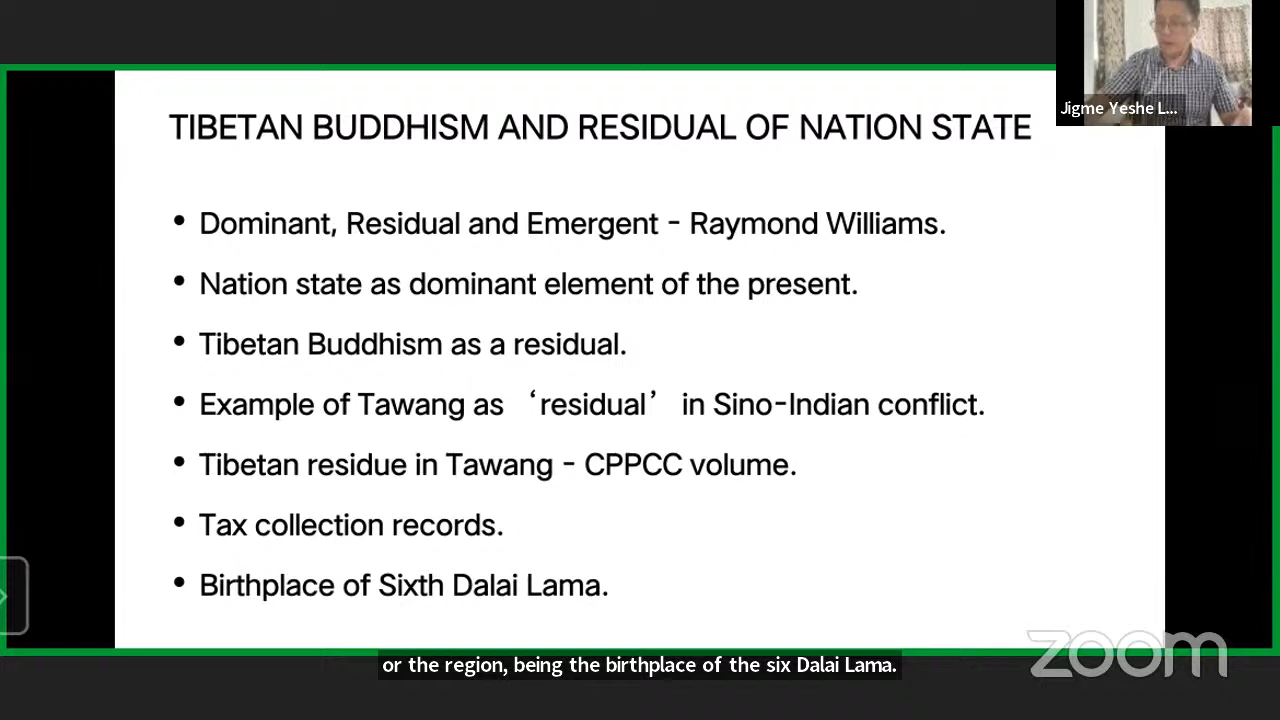 Jigme Yeshe L...
TIBETAN BUDDHISM AND RESIDUAL OF NATION STATE
• Dominant, Residual and Emergent - Raymond Williams.
• Nation state as dominant element of the present.
• Tibetan Buddhism as a residual.
• Example of Tawang as ‘residual’ in Sino-Indian conflict.
• Tibetan residue in Tawang - CPPCC volume.
• Tax collection records.
• Birthplace of Sixth Dalai Lama.
zoom
or the region, being the birthplace of the six Dalai Lama.